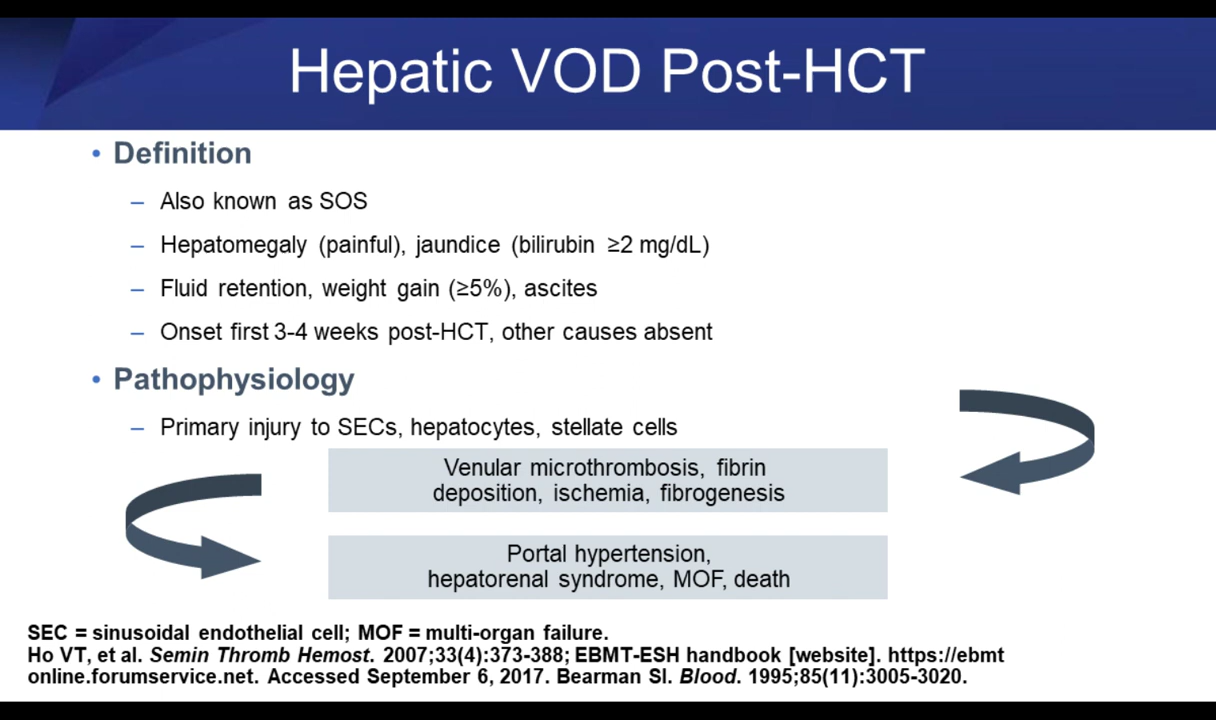 Hepatic VOD Post-HCT
• Definition
– Also known as SOS
– Hepatomegaly (painful), jaundice (bilirubin ≥2 mg/dL)
– Fluid retention, weight gain (≥5%), ascites
– Onset first 3-4 weeks post-HCT, other causes absent
• Pathophysiology
– Primary injury to SECs, hepatocytes, stellate cells
Venular microthrombosis, fibrin
deposition, ischemia, fibrogenesis
Portal hypertension,
hepatorenal syndrome, MOF, death
SEC = sinusoidal endothelial cell; MOF = multi-organ failure.
Ho VT, et al. Semin Thromb Hemost. 2007;33(4):373-388; EBMT-ESH handbook [website]. https://ebmt
online.forumservice.net. Accessed September 6, 2017. Bearman SI. Blood. 1995;85(11):3005-3020.